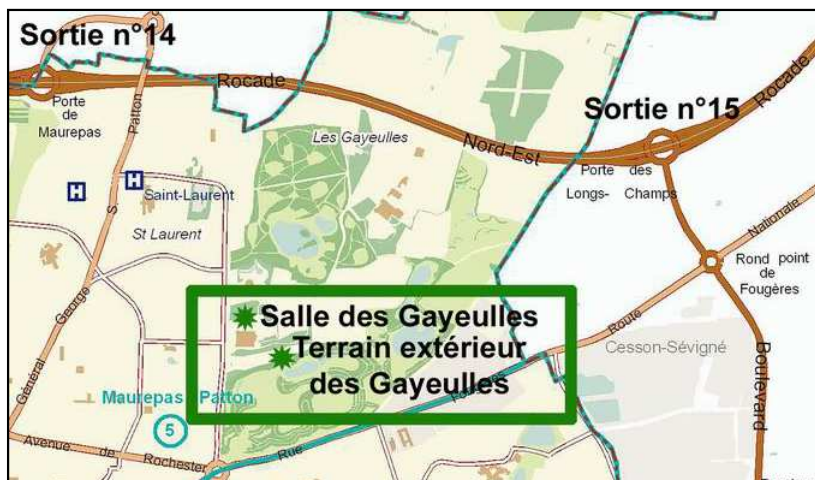 Sortie n°14
Rocade
Porte
de
Maurepas
Patton
S
George
Général
H
H
Saint-Laurent
St Laurent
Les Gayeulles
Nord-Est
Sortie n°15
Rocade
Porte des
Longs- Champs
Nationale
Route
Rond point
de
Fougères
Salle des Gayeulles
Terrain extérieur
des Gayeulles
Cesson-Sévigné
Boulevard
Maurepas Patton
5
Avenue de Rochester
Rue
Fougères